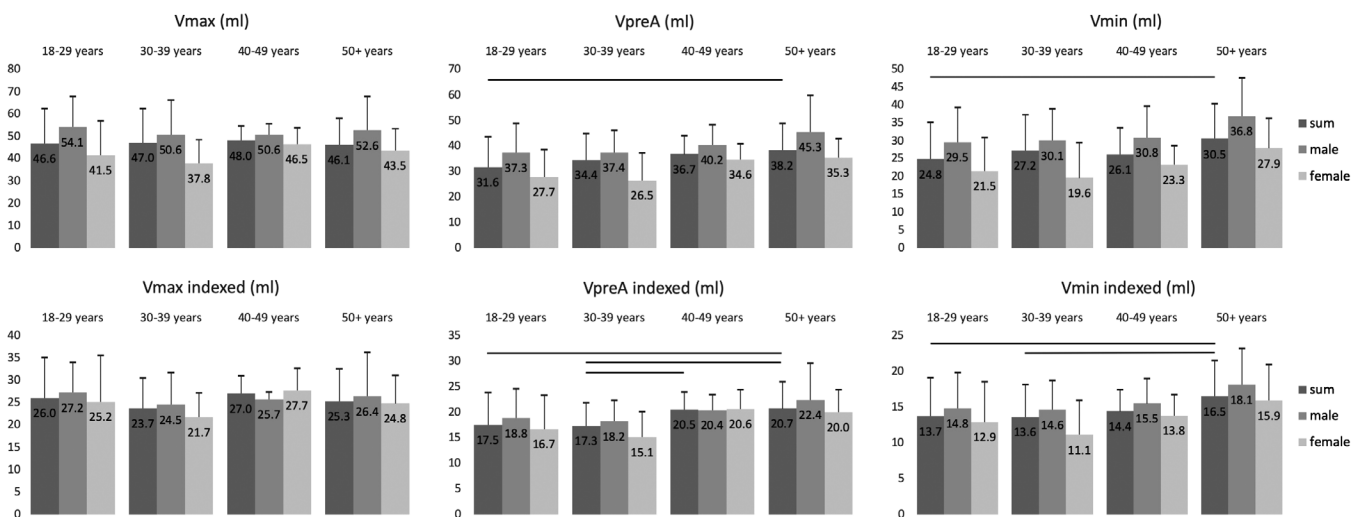 Vmax (ml)
18-29 years 30-39 years 40-49 years 50+ years
80
70
60
50
40
30
20
10
0
46.6 54.1 41.5 47.0 50.6 37.8 48.0 50.6 46.5 46.1 52.6 43.5
VpreA (ml)
18-29 years 30-39 years 40-49 years 50+ years
70
60
50
40
30
20
10
0
31.6 37.3 27.7 34.4 37.4 26.5 36.7 40.2 34.6 38.2 45.3 35.3
Vmin (ml)
18-29 years 30-39 years 40-49 years 50+ years
50
45
40
35
30
25
20
15
10
5
0
24.8 29.5 21.5 27.2 30.1 19.6 26.1 30.8 23.3 30.5 36.8 27.9
sum
male
female
Vmax indexed (ml)
18-29 years 30-39 years 40-49 years 50+ years
40
35
30
25
20
15
10
5
0
26.0 27.2 25.2 23.7 24.5 21.7 27.0 25.7 27.7 25.3 26.4 24.8
VpreA indexed (ml)
18-29 years 30-39 years 40-49 years 50+ years
35
30
25
20
15
10
5
0
17.5 18.8 16.7 17.3 18.2 15.1 20.5 20.4 20.6 20.7 22.4 20.0
Vmin indexed (ml)
18-29 years 30-39 years 40-49 years 50+ years
25
20
15
10
5
0
13.7 14.8 12.9 13.6 14.6 11.1 14.4 15.5 13.8 16.5 18.1 15.9
sum
male
female